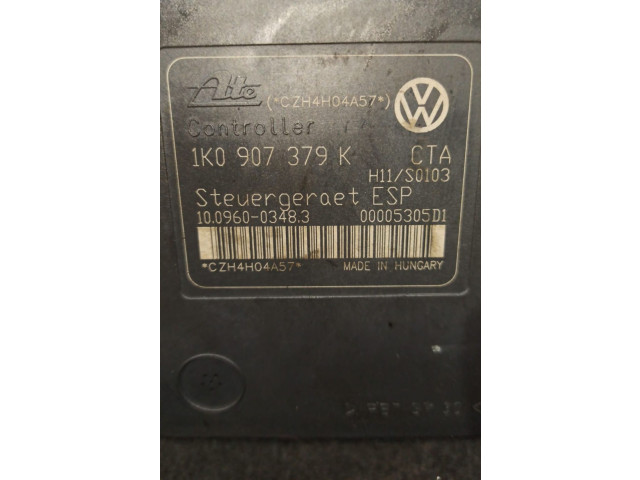 Ate (*CZH4H04A57*)
Controller
1K0 907 379 K CTA
H11/S0103
Steuergeraet ESP
10.0960-0348.3 00005305D1
*CZH4H04A57* MADE IN HUNGARY